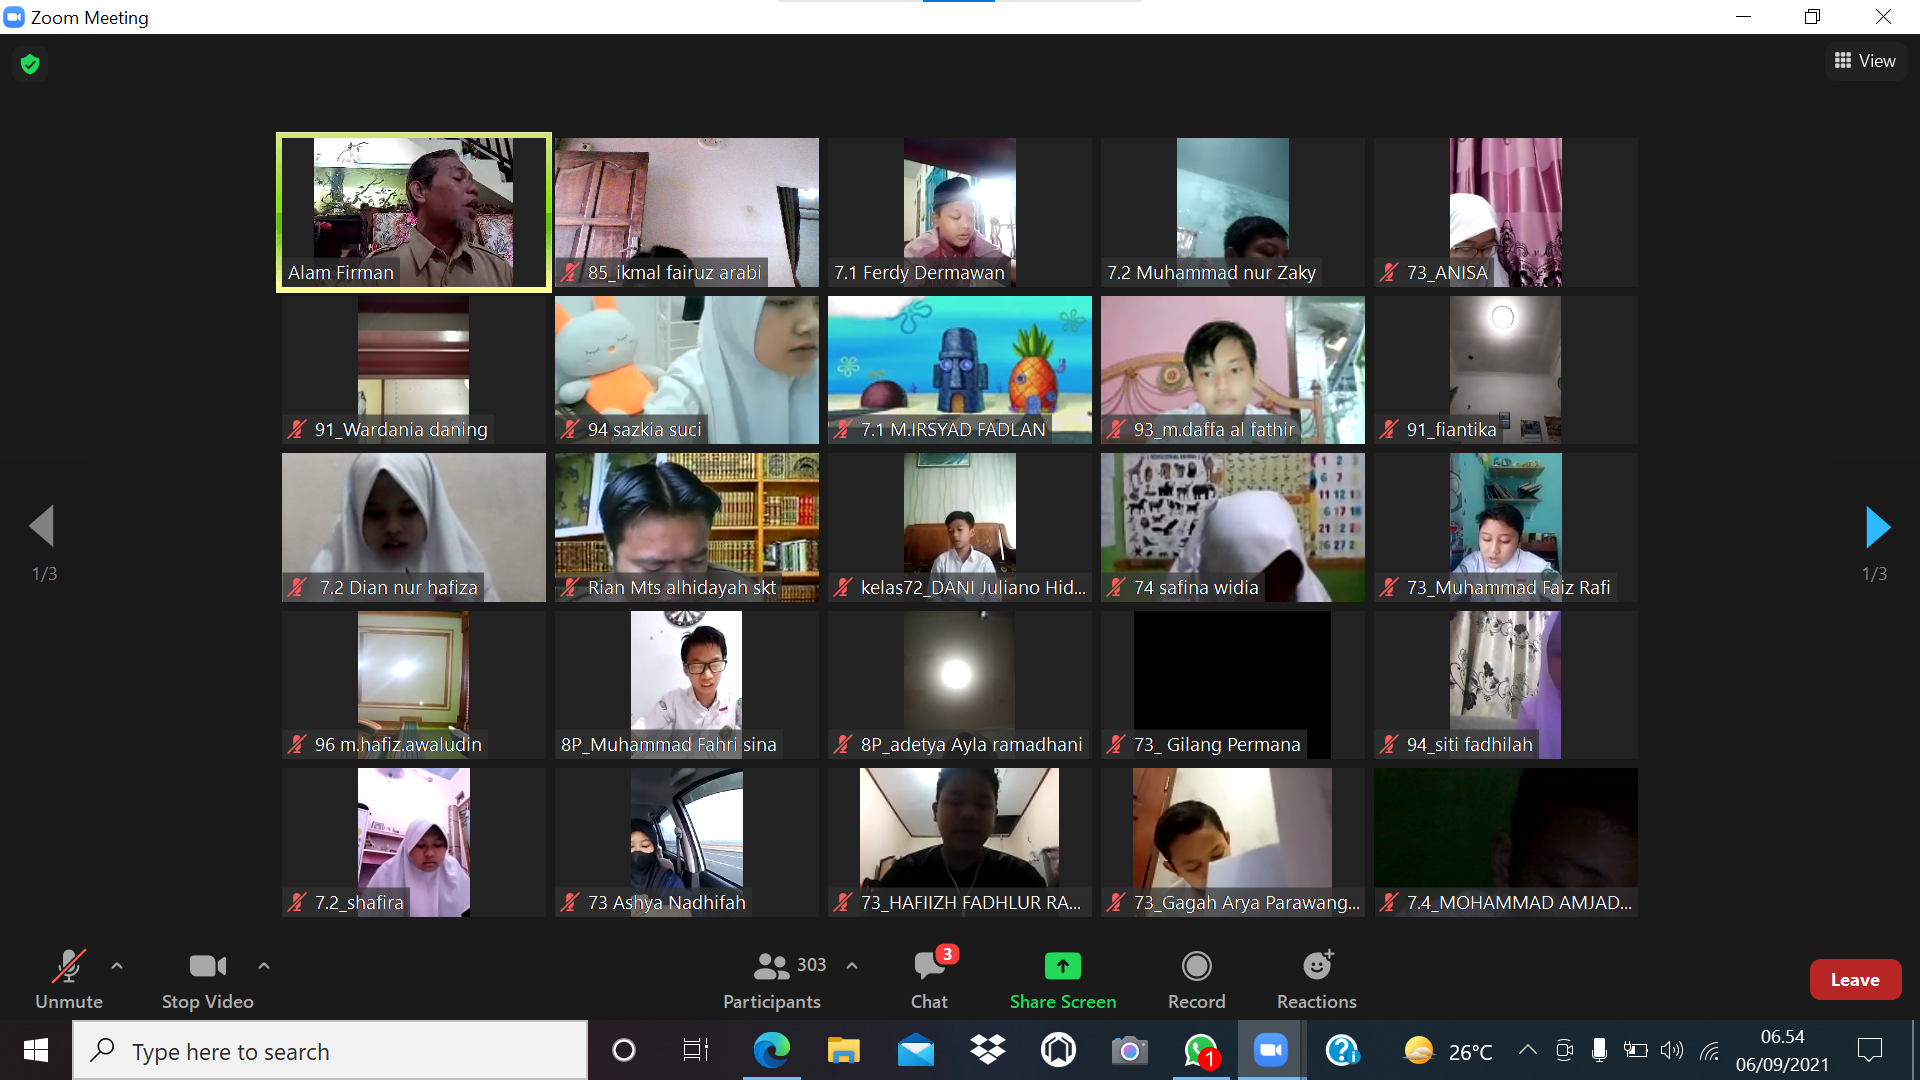 Zoom Meeting
View
Alam Firman
85_ikmal fairuz arabi
7.1 Ferdy Dermawan
7.2 Muhammad nur Zaky
73_ANISA
91_Wardania daning
94 sazkia suci
7.1 M.IRSYAD FADLAN
93_m.daffa al fathir
91_fiantika
7.2 Dian nur hafiza
Rian Mts alhidayah skt
kelas72_DANI Juliano Hid...
74 safina widia
73_Muhammad Faiz Rafi
1/3
1/3
96 m.hafiz.awaludin
8P_Muhammad Fahri sina
8P_adetya Ayla ramadhani
73_ Gilang Permana
94_siti fadhilah
7.2_shafira
73 Ashya Nadhifah
73_HAFIIZH FADHLUR RA...
73_Gagah Arya Parawang...
7.4_MOHAMMAD AMJAD...
Unmute
Stop Video
303
Participants
3
Chat
Share Screen
Record
Reactions
Leave
Type here to search
1
26°C
06.54
06/09/2021